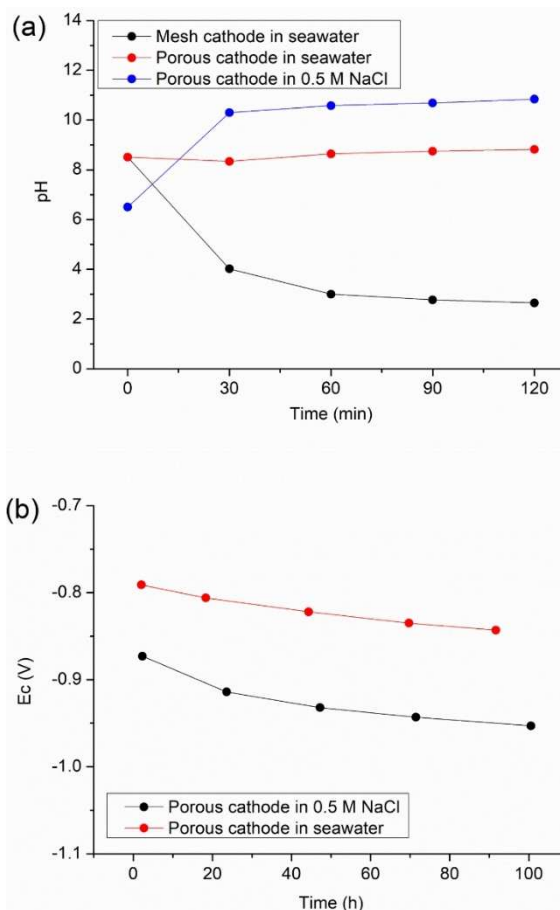 (a)
14
12
10
8
6
4
2
0
pH
Mesh cathode in seawater
Porous cathode in seawater
Porous cathode in 0.5 M NaCl
0 30 60 90 120
Time (min)
(b)
-0.7
-0.8
-0.9
-1.0
-1.1
Ec (V)
Porous cathode in 0.5 M NaCl
Porous cathode in seawater
0 20 40 60 80 100
Time (h)